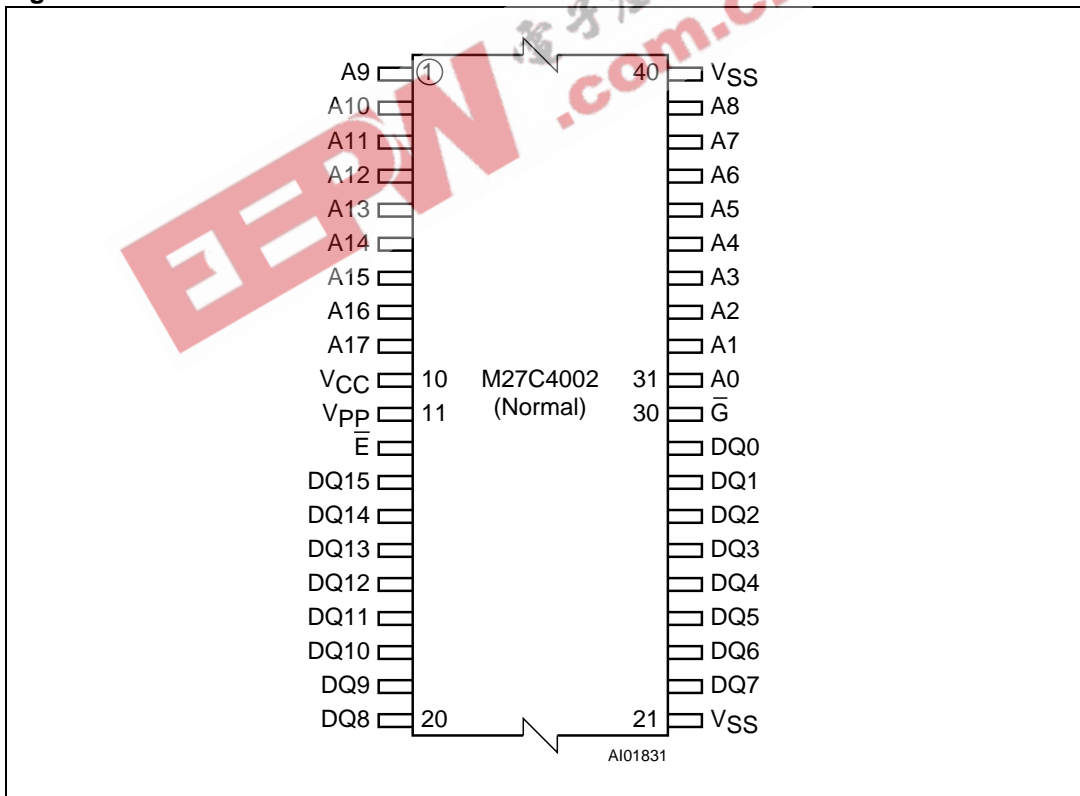 A9 1 40 VSS
A10 A8
A11 A7
A12 A6
A13 A5
A14 A4
A15 A3
A16 A2
A17 A1
VCC 10 M27C4002 31 A0
VPP 11 (Normal) 30 G̅
E̅ DQ0
DQ15 DQ1
DQ14 DQ2
DQ13 DQ3
DQ12 DQ4
DQ11 DQ5
DQ10 DQ6
DQ9 DQ7
DQ8 20 21 VSS
AI01831
EEPW
.com.cn